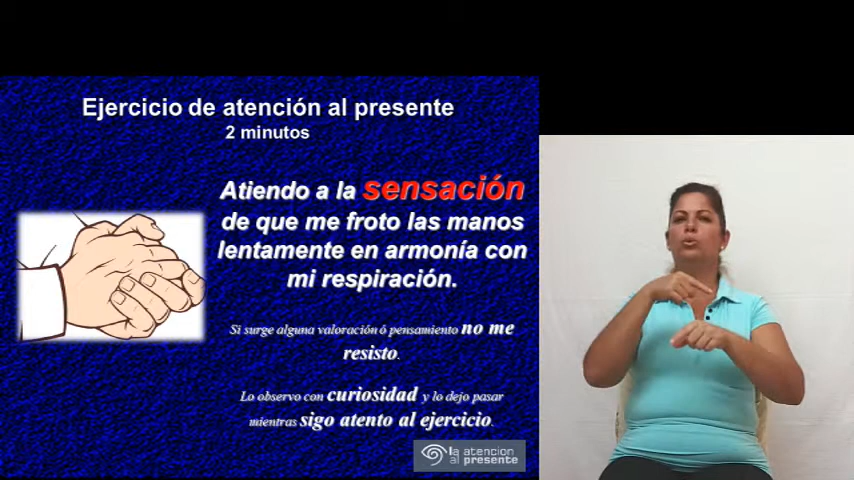 Ejercicio de atención al presente
2 minutos
Atiendo a la sensación
de que me froto las manos
lentamente en armonía con
mi respiración.
Si surge alguna valoración ó pensamiento no me
resisto.
Lo observo con curiosidad y lo dejo pasar
mientras sigo atento al ejercicio.
la atencion
al presente